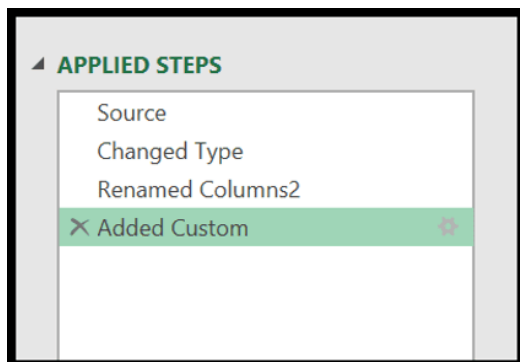 APPLIED STEPS
Source
Changed Type
Renamed Columns2
Added Custom